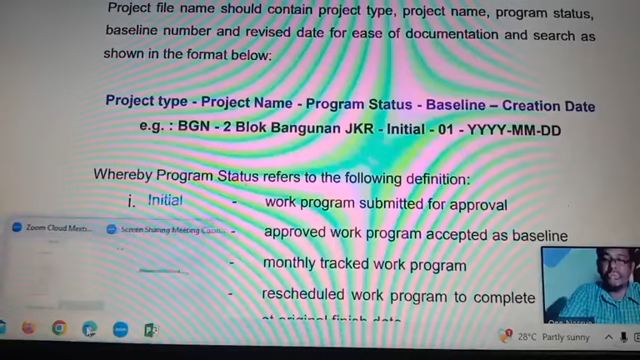 Project file name should contain project type, project name, program status,
baseline number and revised date for ease of documentation and search as
shown in the format below:
Project type - Project Name - Program Status - Baseline – Creation Date
e.g. : BGN - 2 Blok Bangunan JKR - Initial - 01 - YYYY-MM-DD
Whereby Program Status refers to the following definition:
i. Initial - work program submitted for approval
- approved work program accepted as baseline
- monthly tracked work program
- rescheduled work program to complete
at original finish date
Zoom Cloud Meeti...
Screen Sharing Meeting
28°C Partly sunny